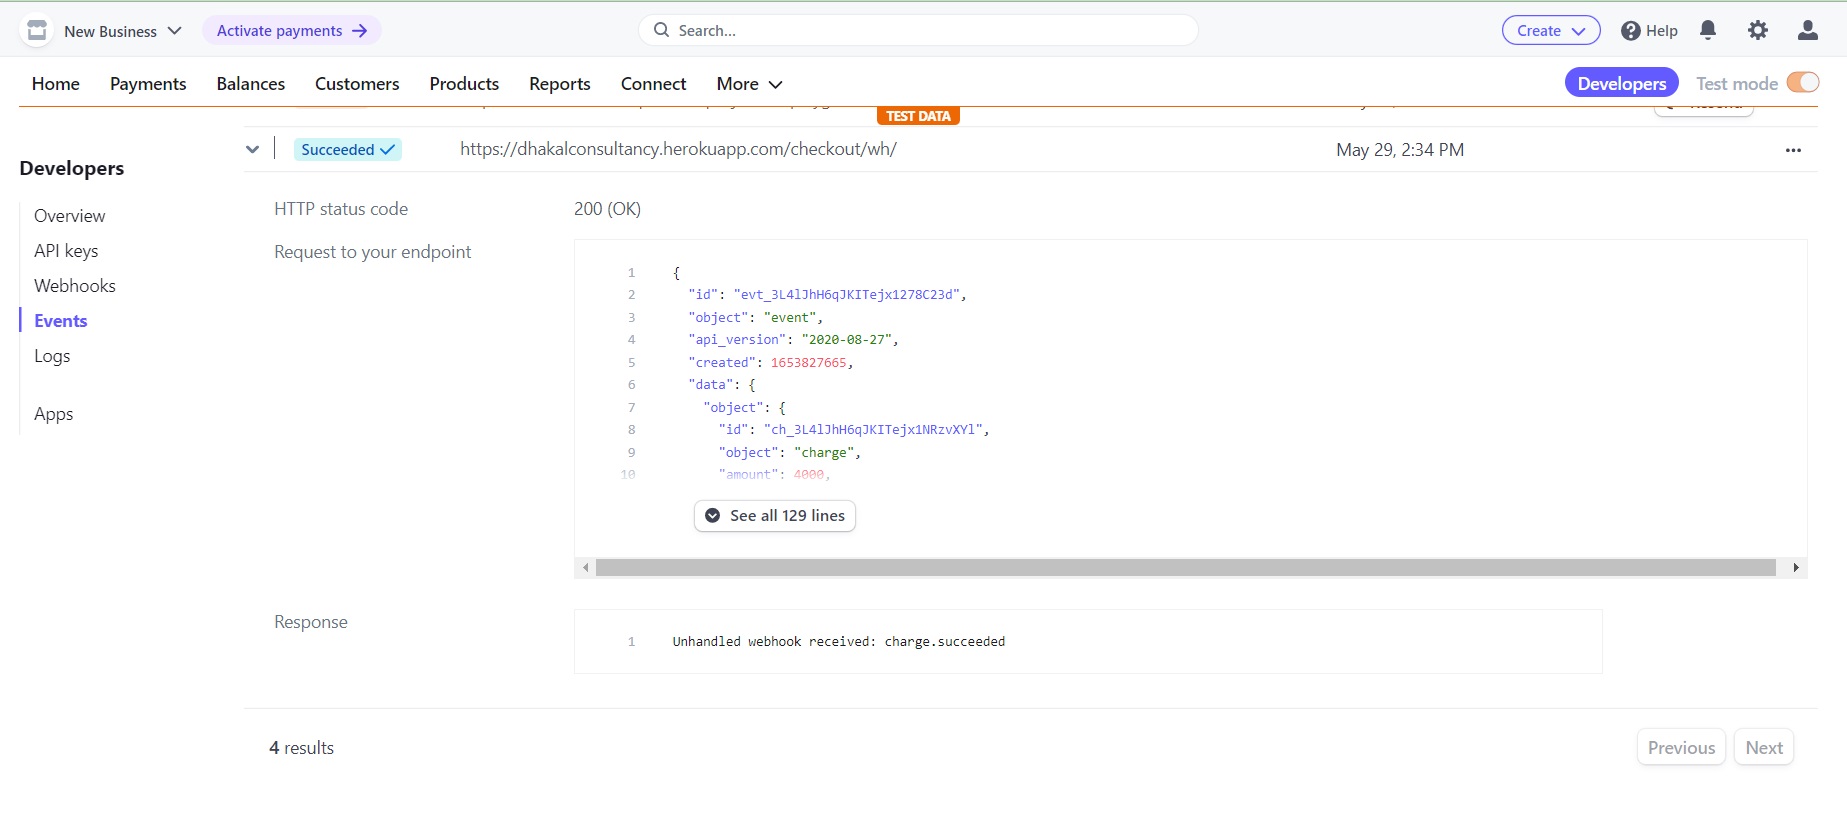 New Business
Activate payments →
Search...
Create
Help
Home Payments Balances Customers Products Reports Connect More
Developers
Test mode
TEST DATA
Developers
Overview
API keys
Webhooks
Events
Logs
Apps
Succeeded ✓ https://dhakalconsultancy.herokuapp.com/checkout/wh/ May 29, 2:34 PM ...
HTTP status code 200 (OK)
Request to your endpoint
1 {
2 "id": "evt_3L4lJhH6qJKITejx1278C23d",
3 "object": "event",
4 "api_version": "2020-08-27",
5 "created": 1653827665,
6 "data": {
7 "object": {
8 "id": "ch_3L4lJhH6qJKITejx1NRzvXYl",
9 "object": "charge",
10 "amount": 4000,
See all 129 lines
Response
1 Unhandled webhook received: charge.succeeded
4 results
Previous Next